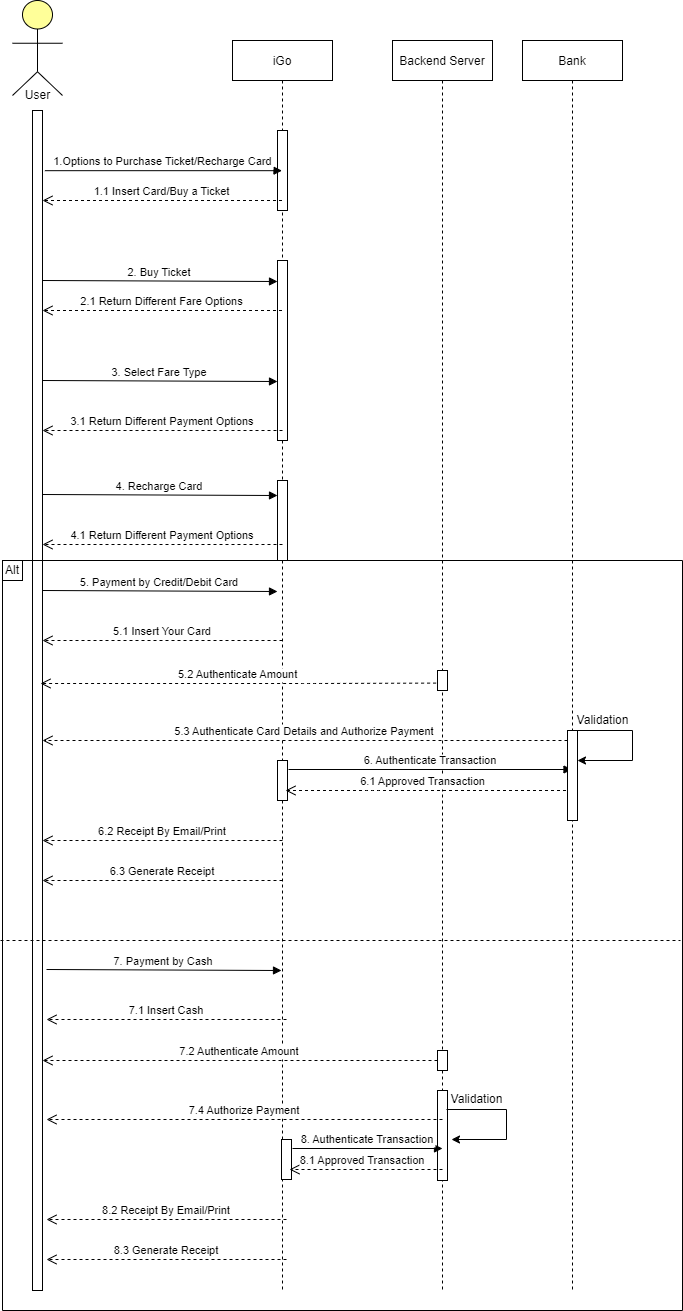 iGo
Backend Server
Bank
User
1.Options to Purchase Ticket/Recharge Card
1.1 Insert Card/Buy a Ticket
2. Buy Ticket
2.1 Return Different Fare Options
3. Select Fare Type
3.1 Return Different Payment Options
4. Recharge Card
4.1 Return Different Payment Options
Alt
5. Payment by Credit/Debit Card
5.1 Insert Your Card
5.2 Authenticate Amount
Validation
5.3 Authenticate Card Details and Authorize Payment
6. Authenticate Transaction
6.1 Approved Transaction
6.2 Receipt By Email/Print
6.3 Generate Receipt
7. Payment by Cash
7.1 Insert Cash
7.2 Authenticate Amount
Validation
7.4 Authorize Payment
8. Authenticate Transaction
8.1 Approved Transaction
8.2 Receipt By Email/Print
8.3 Generate Receipt